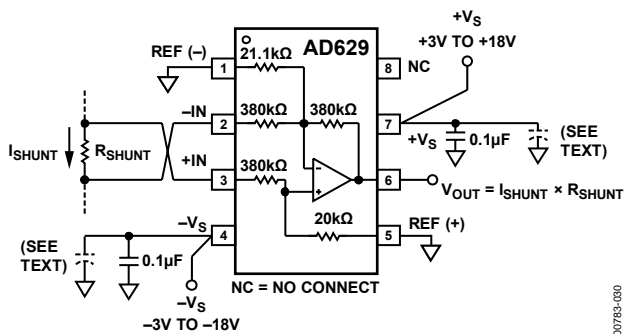 +VS
+3V TO +18V
REF (–)
21.1kΩ
AD629
1
8
NC
–IN
380kΩ
380kΩ
2
7
+VS
0.1µF
(SEE
TEXT)
ISHUNT
RSHUNT
+IN
380kΩ
3
–
+
6
VOUT = ISHUNT × RSHUNT
–VS
20kΩ
REF (+)
4
5
(SEE
TEXT)
0.1µF
–VS
–3V TO –18V
NC = NO CONNECT
00783-030